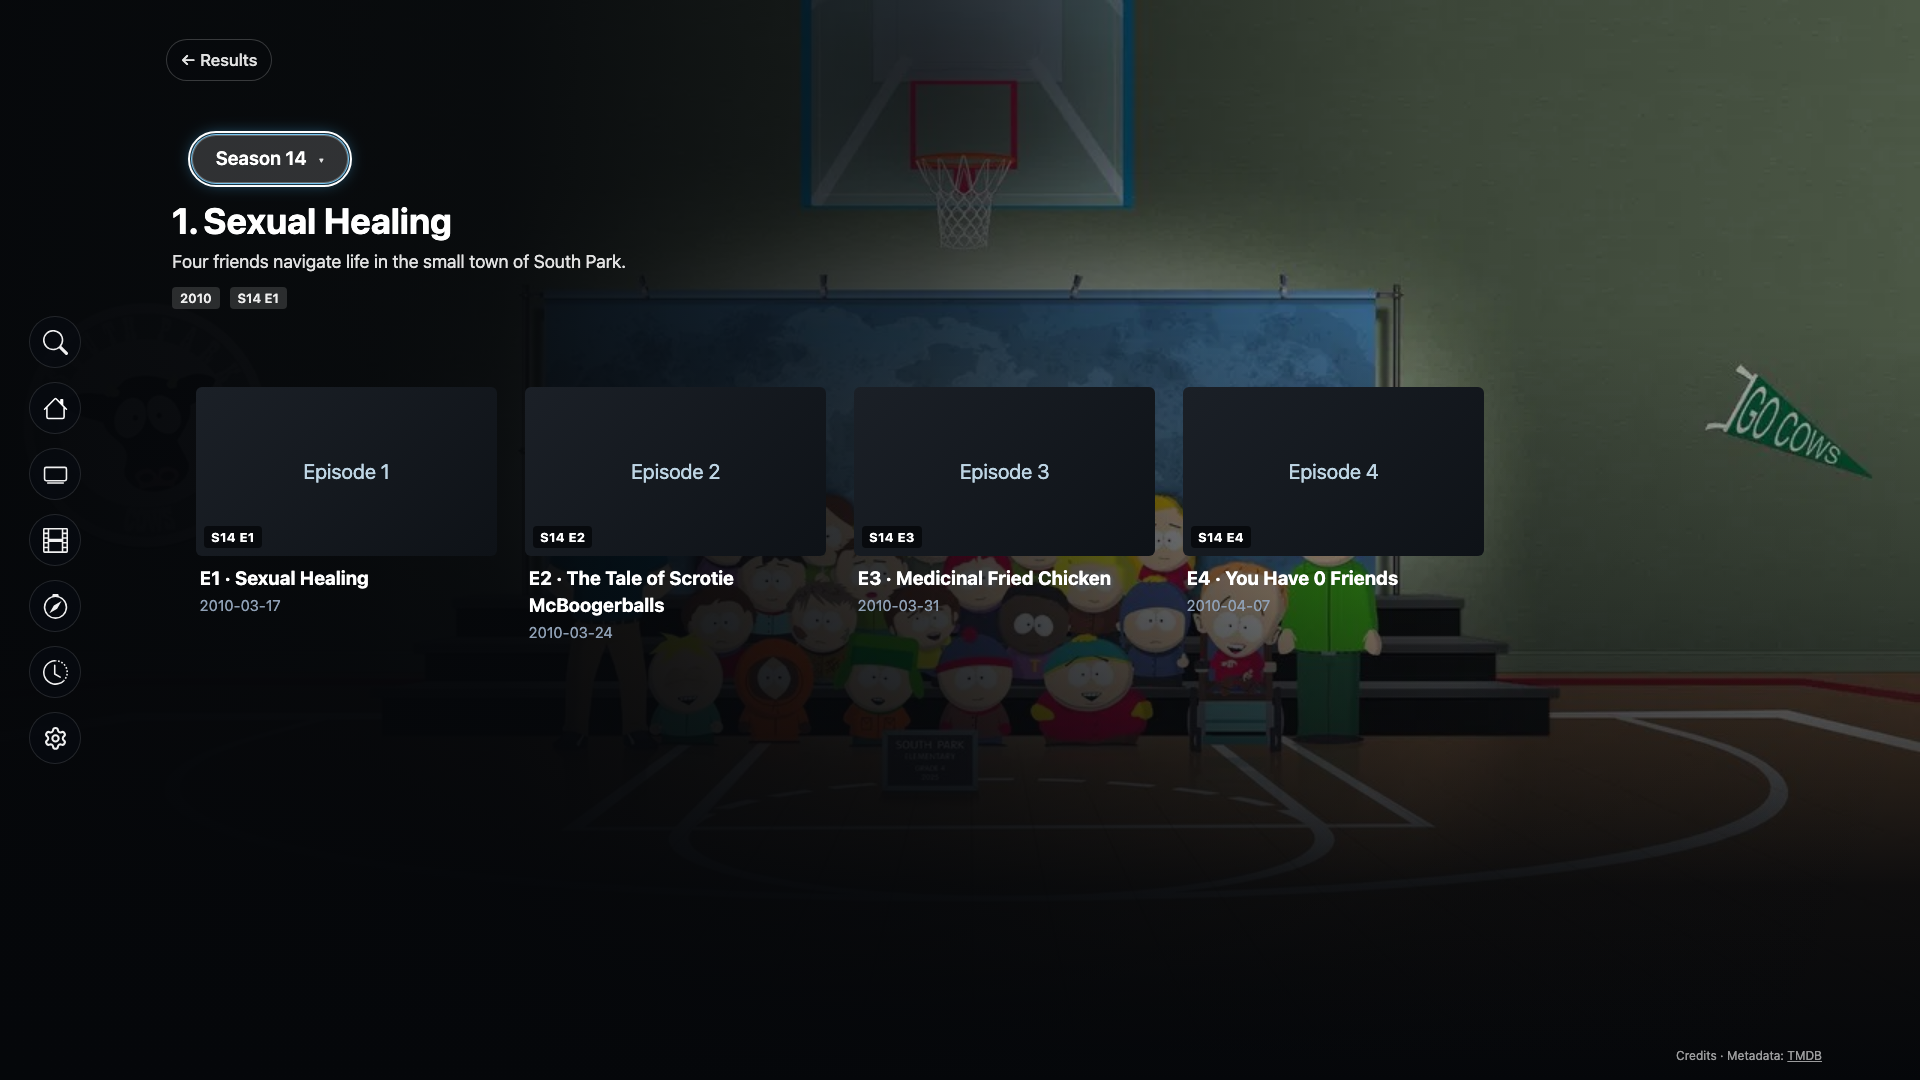 ← Results
Season 14
1. Sexual Healing
Four friends navigate life in the small town of South Park.
2010 S14 E1
Episode 1
S14 E1
E1 · Sexual Healing
2010-03-17
Episode 2
S14 E2
E2 · The Tale of Scrotie
McBoogerballs
2010-03-24
Episode 3
S14 E3
E3 · Medicinal Fried Chicken
2010-03-31
Episode 4
S14 E4
E4 · You Have 0 Friends
2010-04-07
GO COWS
SOUTH PARK
Credits · Metadata: TMDB